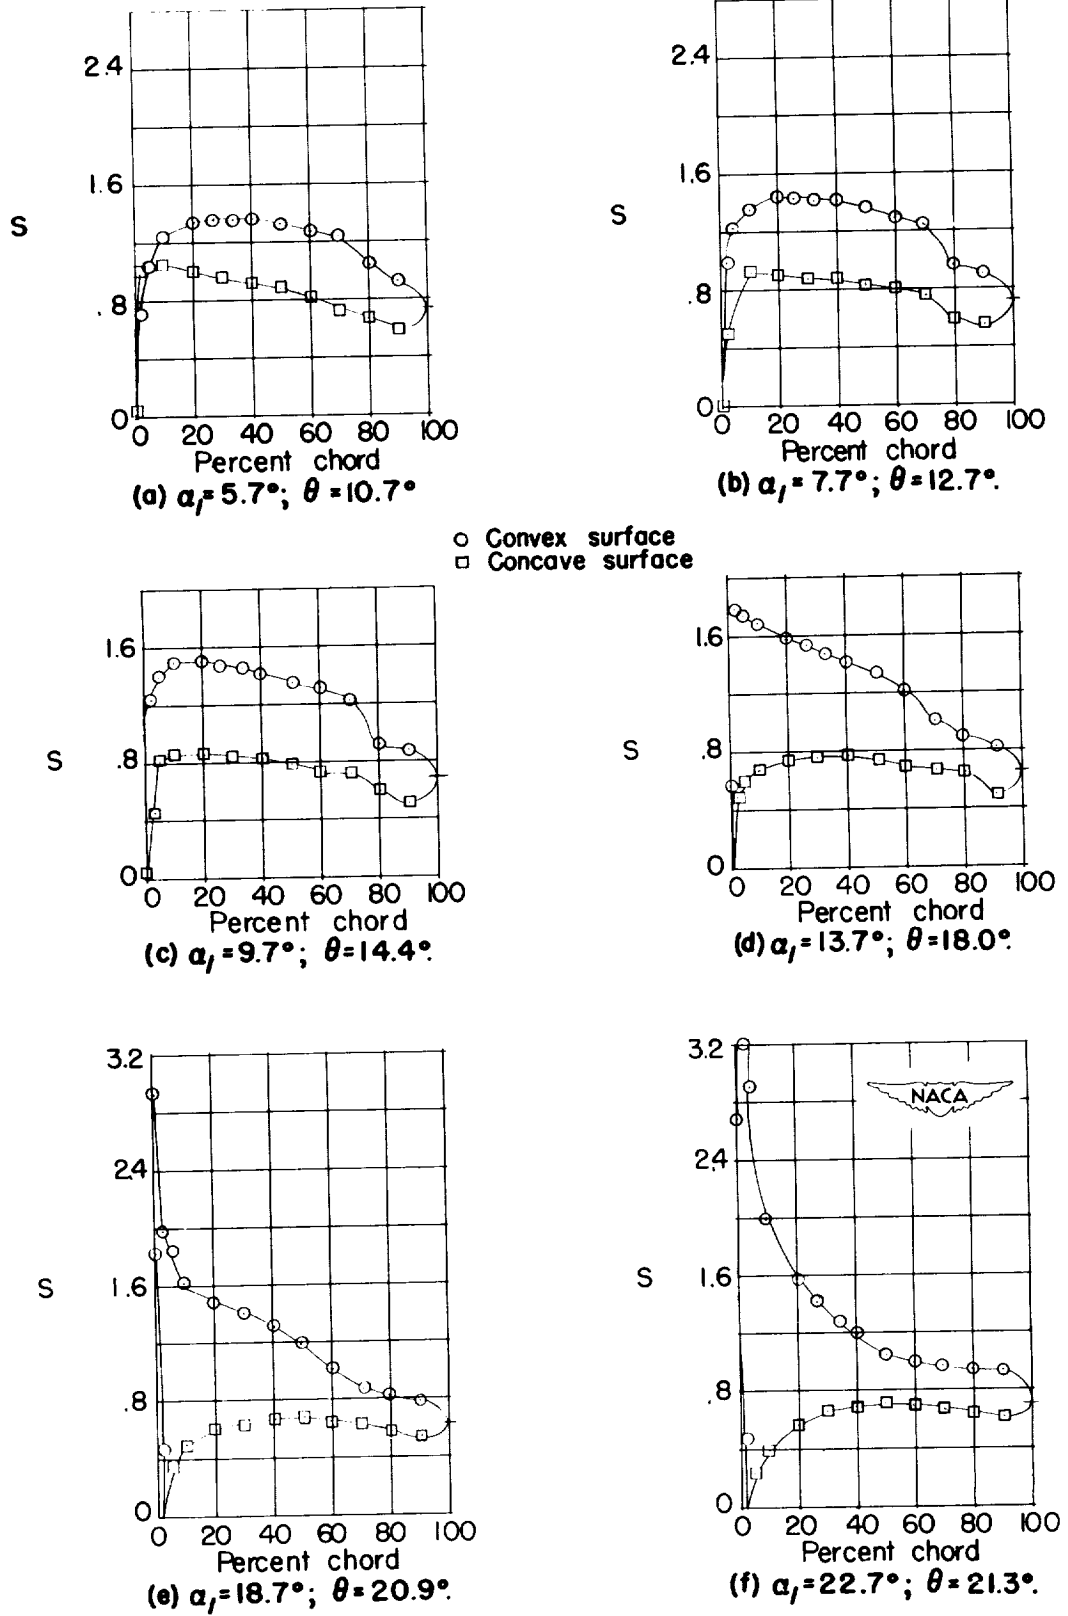 2.4
1.6
S
.8
0
0 20 40 60 80 100
Percent chord
(a) α₁= 5.7°; θ = 10.7°
2.4
1.6
S
.8
0
0 20 40 60 80 100
Percent chord
(b) α₁ = 7.7°; θ = 12.7°.
○ Convex surface
□ Concave surface
1.6
S
.8
0
0 20 40 60 80 100
Percent chord
(c) α₁ = 9.7°; θ=14.4°.
1.6
S
.8
0
0 20 40 60 80 100
Percent chord
(d) α₁ = 13.7°; θ=18.0°.
3.2
2.4
1.6
S
.8
0
0 20 40 60 80 100
Percent chord
(e) α₁=18.7°; θ = 20.9°.
3.2
NACA
2.4
1.6
S
.8
0
0 20 40 60 80 100
Percent chord
(f) α₁=22.7°; θ = 21.3°.